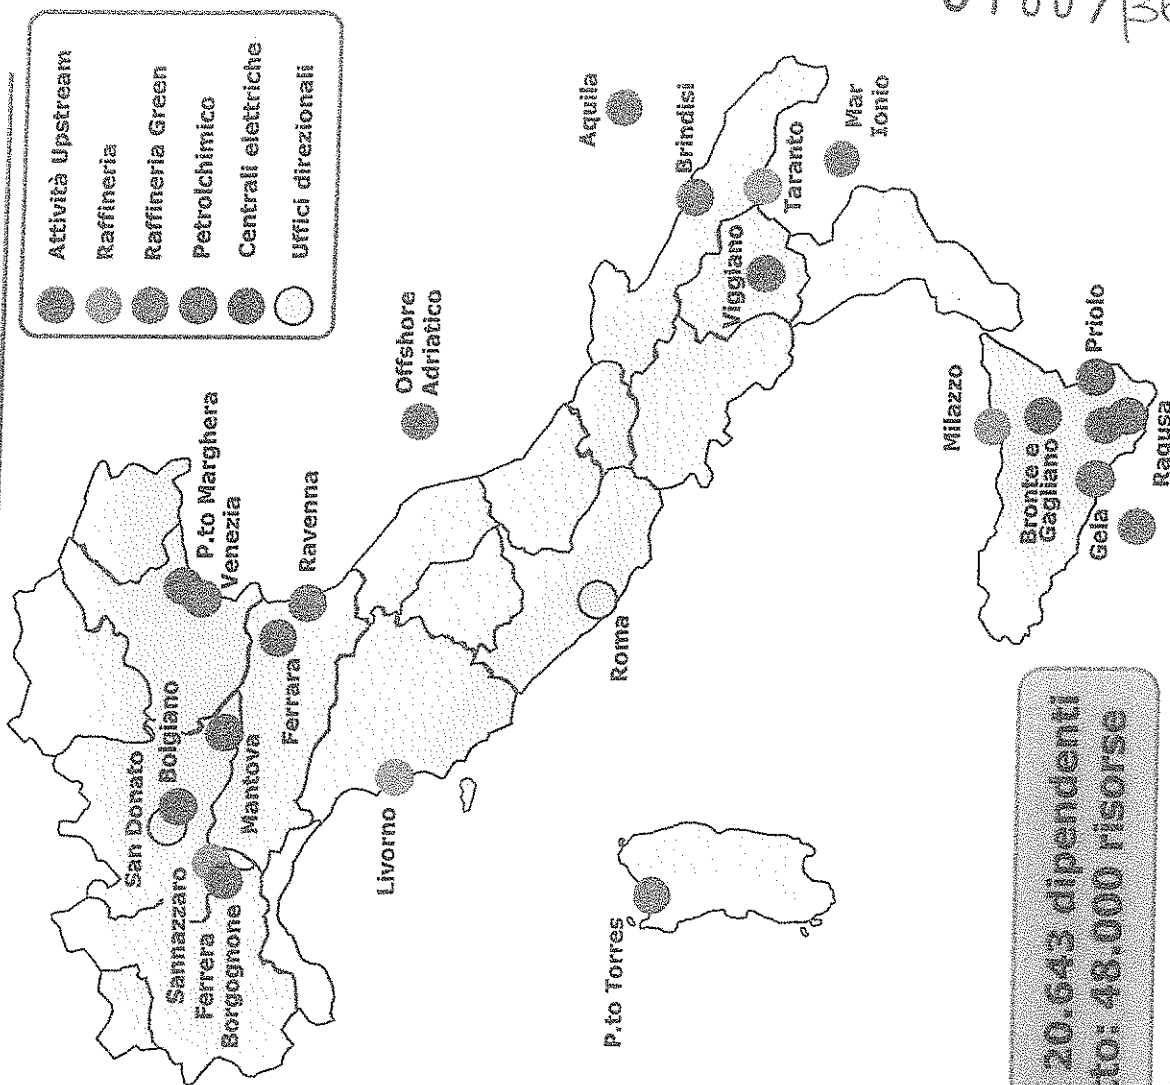 Attività Upstream
Raffineria
Raffineria Green
Petrolchimico
Centrali elettriche
Uffici direzionali
San Donato
Bolgiano
Sannazzaro
Ferrera
Borgognone
Mantova
P.to Marghera
Venezia
Ferrara
Ravenna
Livorno
Offshore
Adriatico
Roma
P.to Torres
Aquila
Brindisi
Taranto
Mar
Ionio
Viggiano
Milazzo
Bronte e
Gagliano
Gela
Priolo
Ragusa
20.643 dipendenti
to: 48.000 risorse